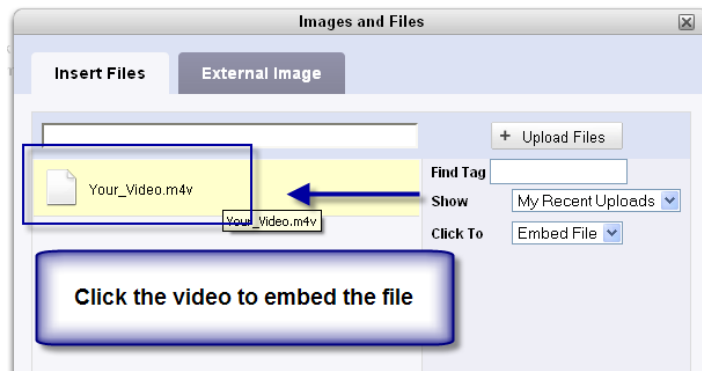 Images and Files
Insert Files
External Image
+ Upload Files
Find Tag
Your_Video.m4v
Show
My Recent Uploads
Your_Video.m4v
Click To
Embed File
Click the video to embed the file